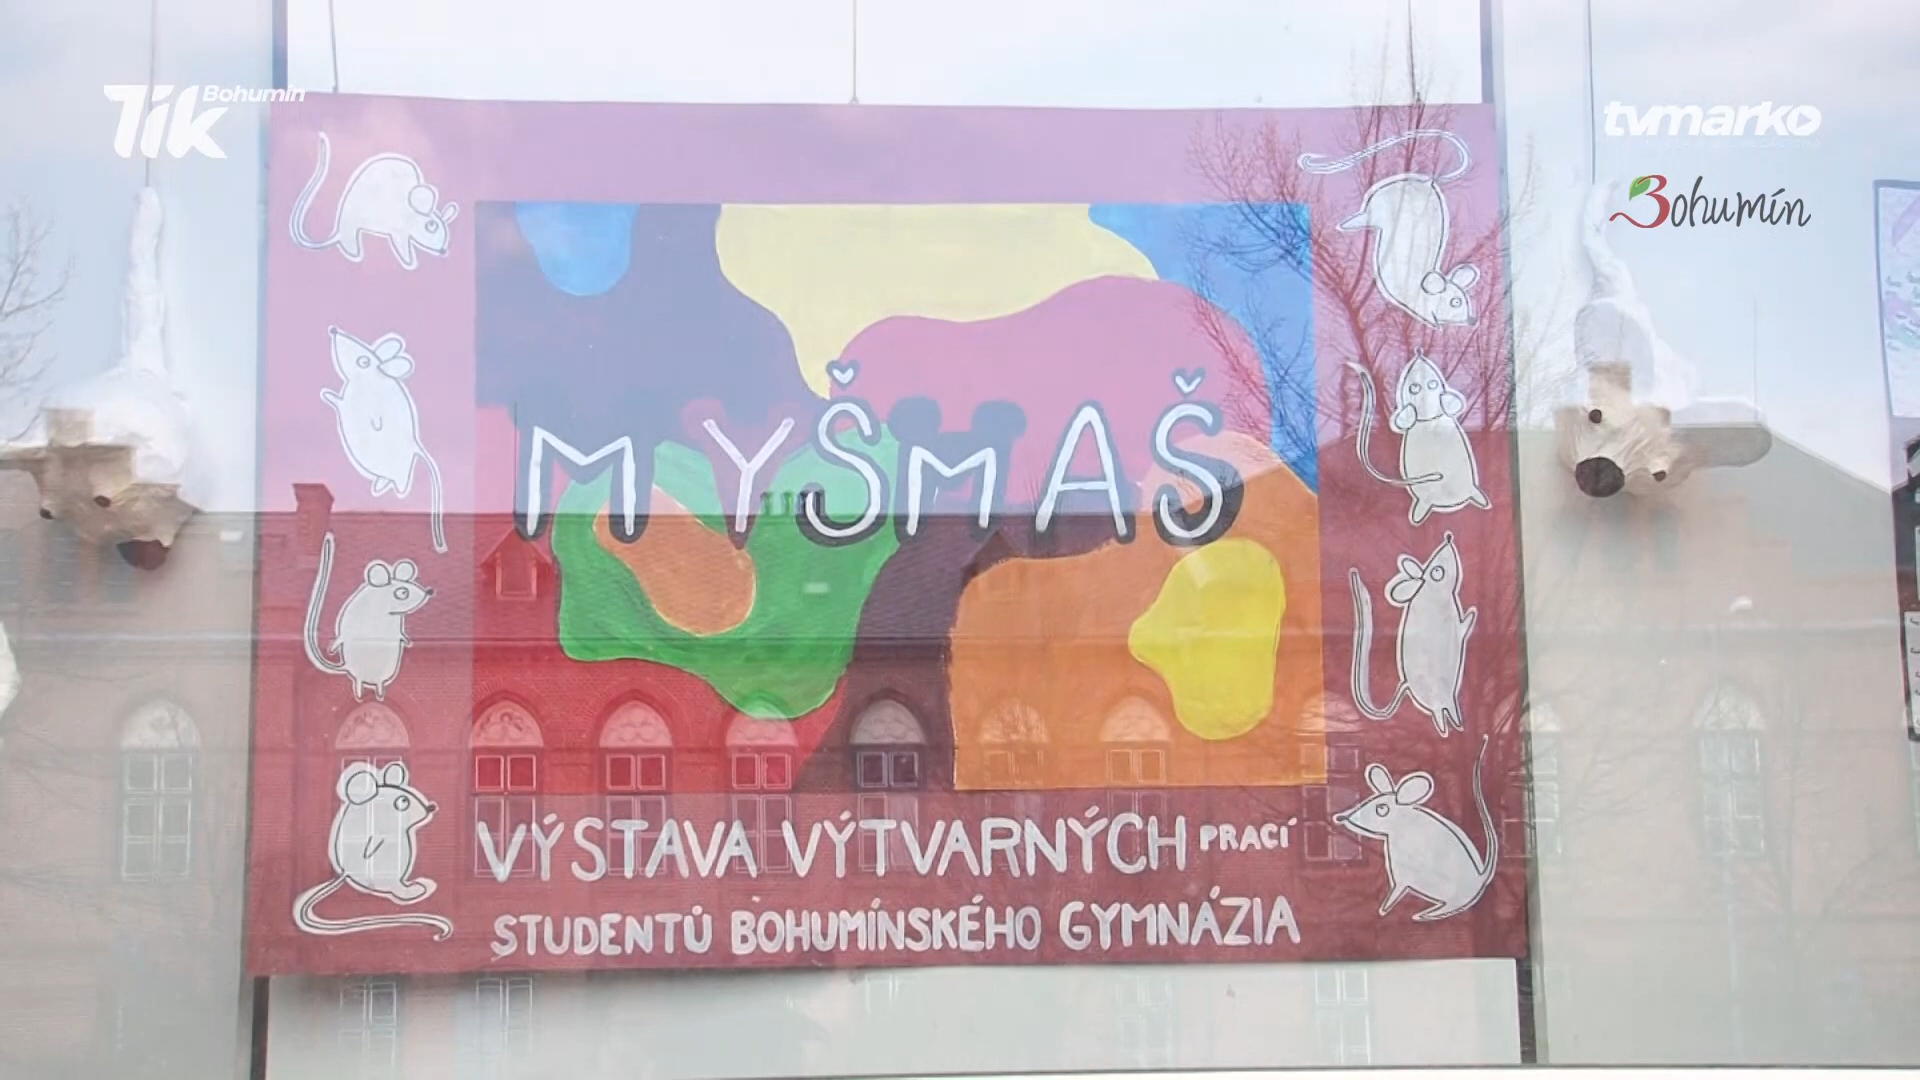 Tik Bohumín
tvmarko
Bohumín
MYŠMAŠ
VÝSTAVA VÝTVARNÝCH PRACÍ
STUDENTŮ BOHUMÍNSKÉHO GYMNÁZIA